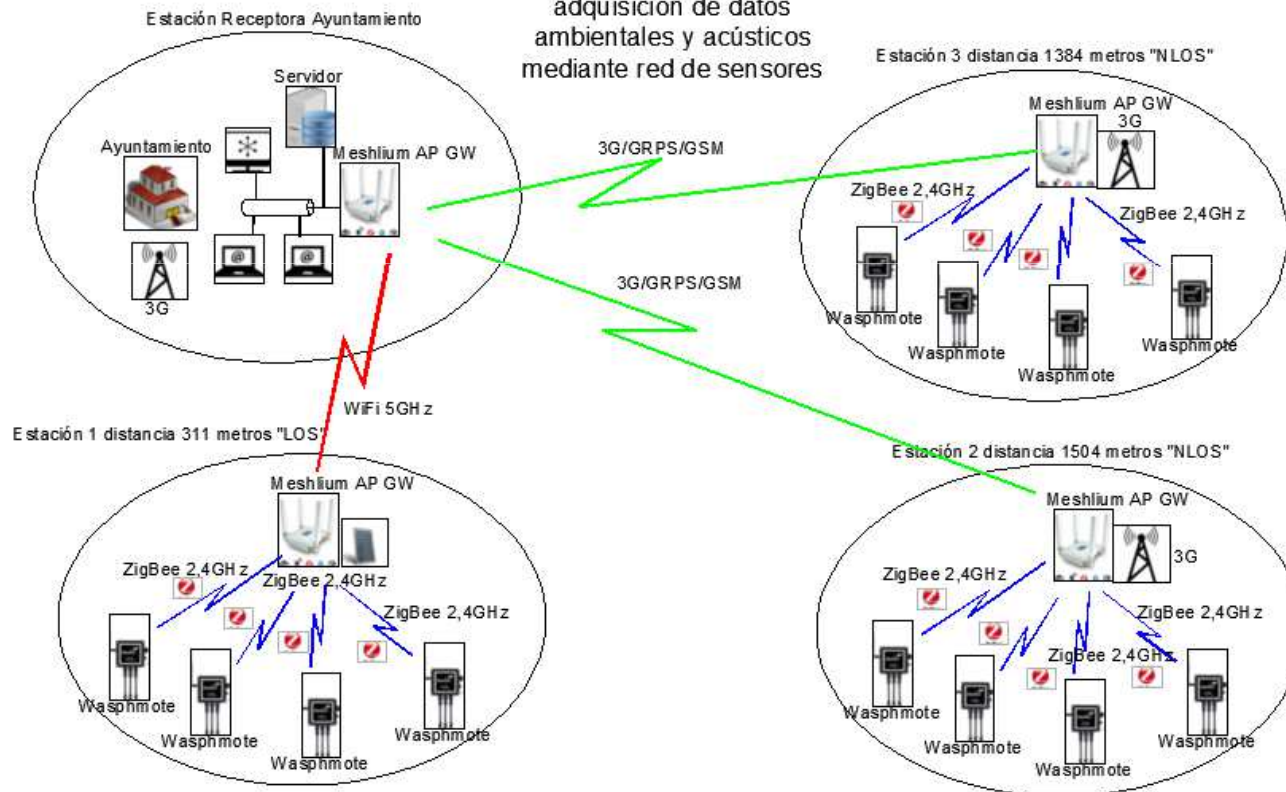 adquisición de datos
ambientales y acústicos
mediante red de sensores
Estación Receptora Ayuntamiento
Servidor
Ayuntamiento
Meshlium AP GW
@
@
3G
3G/GRPS/GSM
3G/GRPS/GSM
WiFi 5GHz
Estación 3 distancia 1384 metros "NLOS"
Meshlium AP GW
3G
ZigBee 2,4GHz
ZigBee 2,4GHz
Wasphmote
Wasphmote
Wasphmote
Wasphmote
Estación 1 distancia 311 metros "LOS"
Meshlium AP GW
ZigBee 2,4GHz
ZigBee 2,4GHz
ZigBee 2,4GHz
Wasphmote
Wasphmote
Wasphmote
Wasphmote
Estación 2 distancia 1504 metros "NLOS"
Meshlium AP GW
3G
ZigBee 2,4GHz
ZigBee 2,4GHz
ZigBee 2,4GHz
Wasphmote
Wasphmote
Wasphmote
Wasphmote